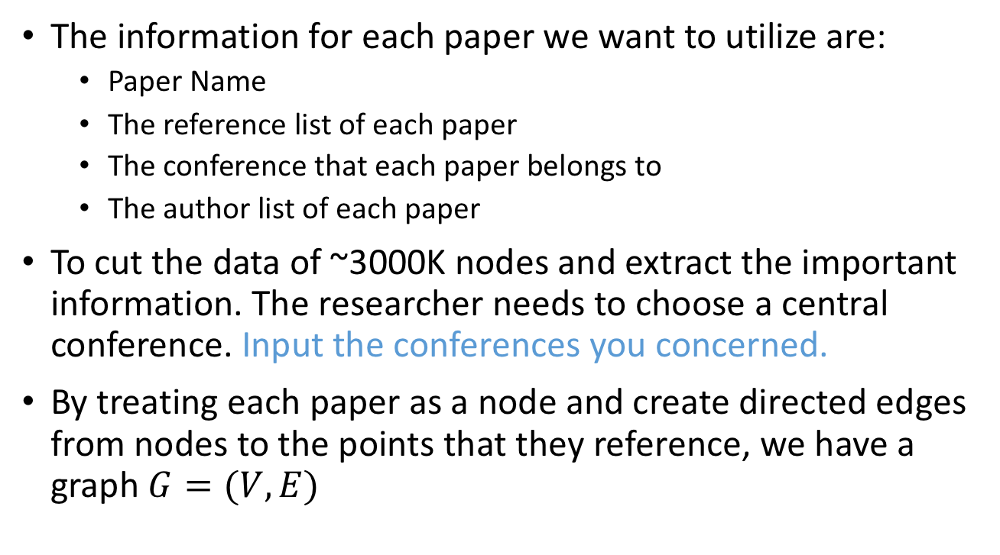 • The information for each paper we want to utilize are:
• Paper Name
• The reference list of each paper
• The conference that each paper belongs to
• The author list of each paper
• To cut the data of ~3000K nodes and extract the important
information. The researcher needs to choose a central
conference. Input the conferences you concerned.
• By treating each paper as a node and create directed edges
from nodes to the points that they reference, we have a
graph G = (V, E)